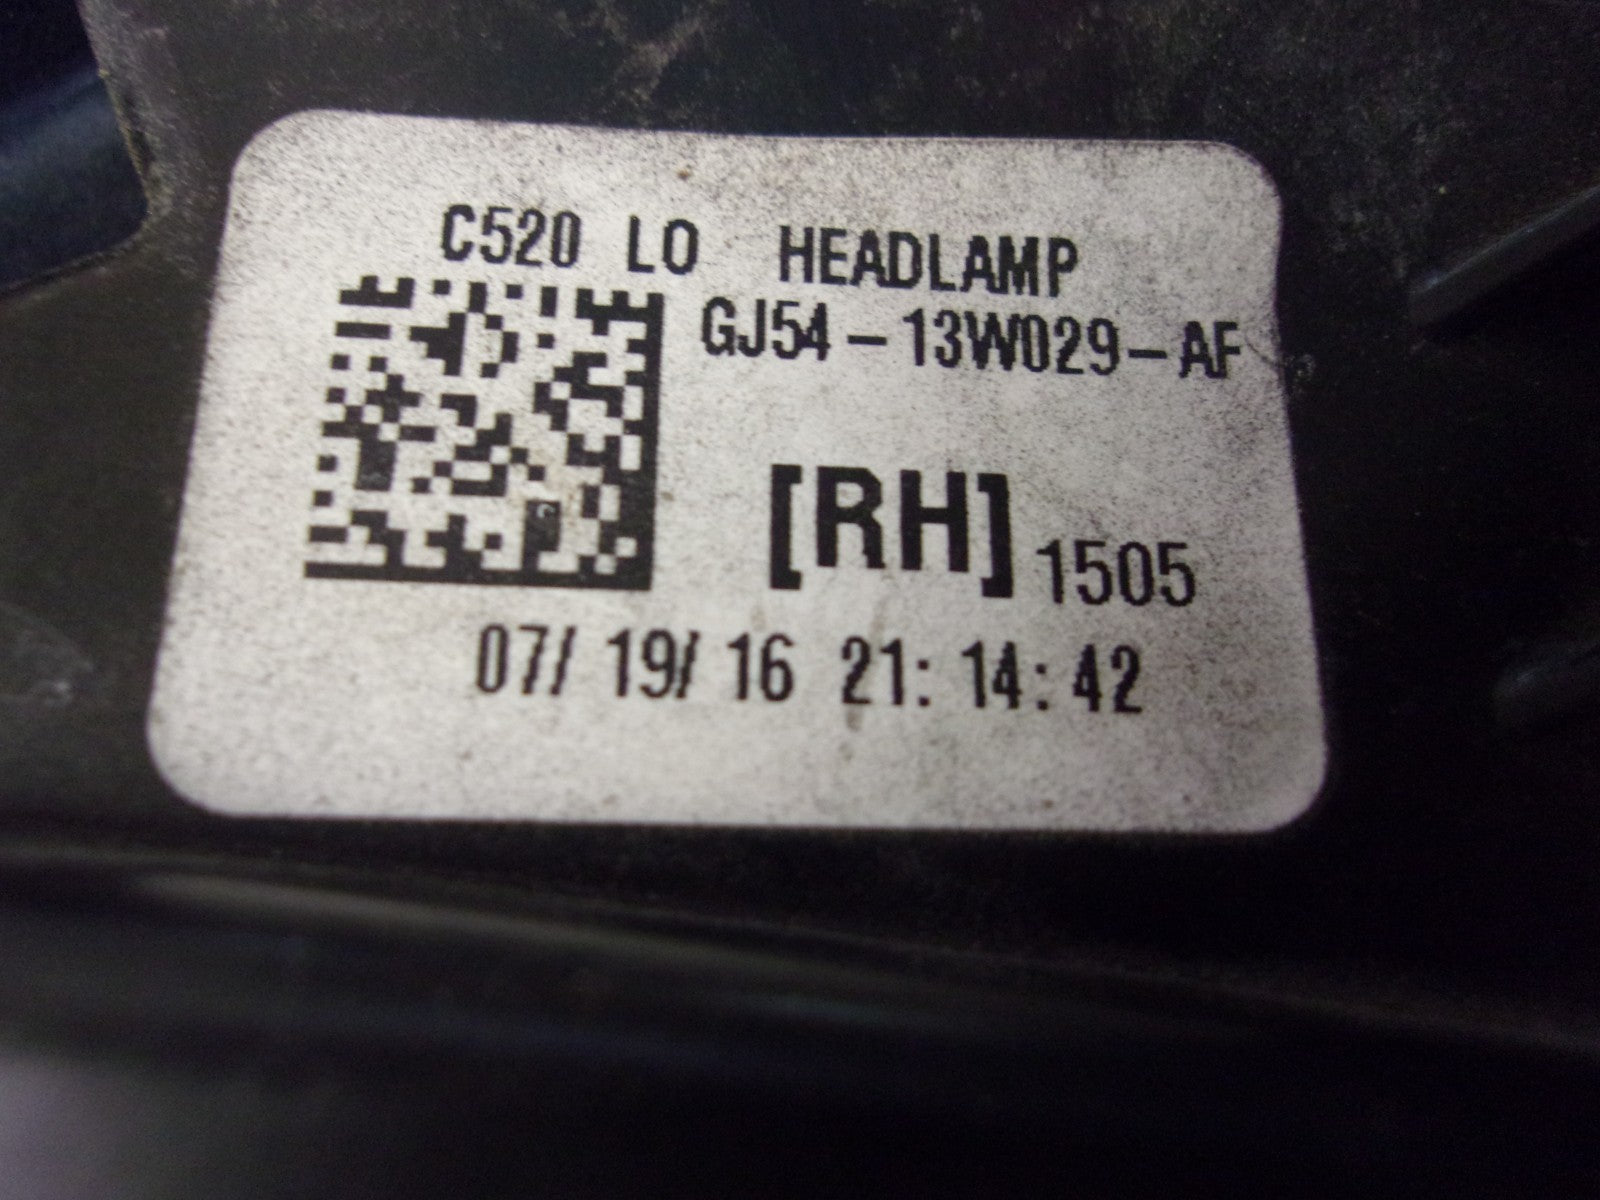 C520 LO HEADLAMP
GJ54-13W029-AF
[RH] 1505
07/19/16 21:14:42